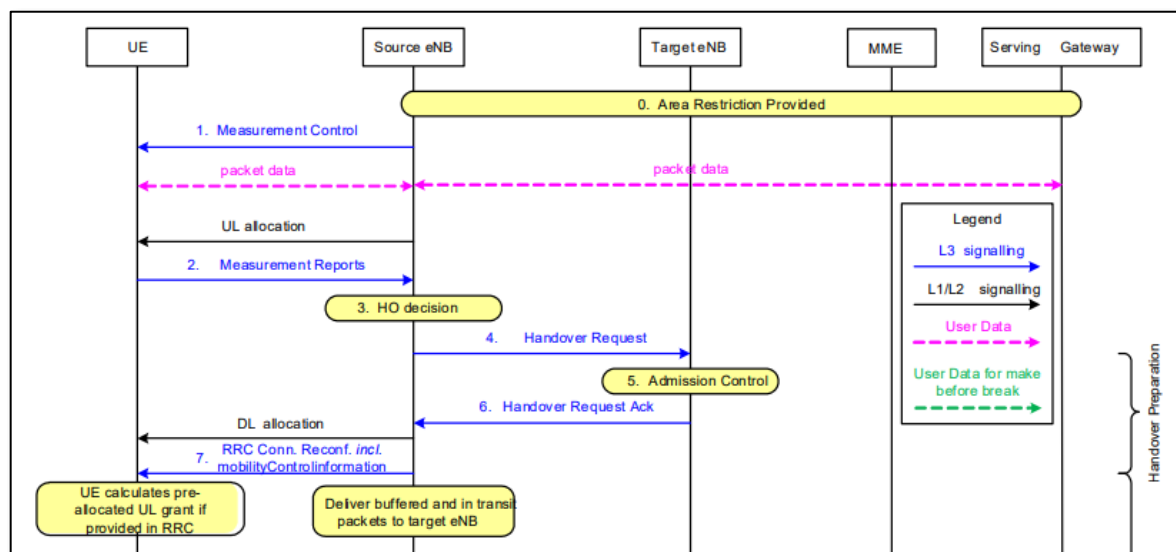 UE
Source eNB
Target eNB
MME
Serving Gateway
0. Area Restriction Provided
1. Measurement Control
packet data
packet data
UL allocation
Legend
L3 signalling
2. Measurement Reports
L1/L2 signalling
3. HO decision
User Data
4. Handover Request
User Data for make
before break
5. Admission Control
6. Handover Request Ack
DL allocation
7. RRC Conn. Reconf. incl.
mobilityControlinformation
UE calculates pre-
allocated UL grant if
provided in RRC
Deliver buffered and in transit
packets to target eNB
Handover Preparation